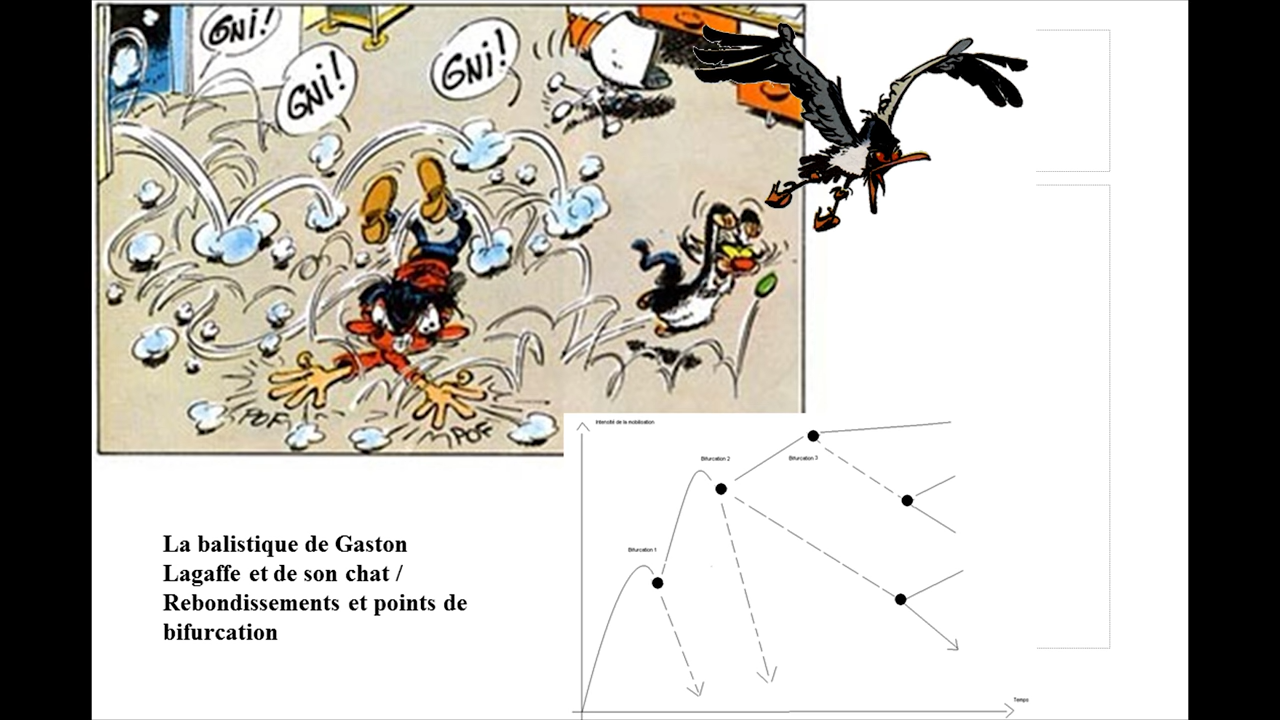 GNi!
GNi!
GNi!
POF
POF
Intensité de la mobilisation
Bifurcation 2
Bifurcation 3
Bifurcation 1
La balistique de Gaston
Lagaffe et de son chat /
Rebondissements et points de
bifurcation
Temps